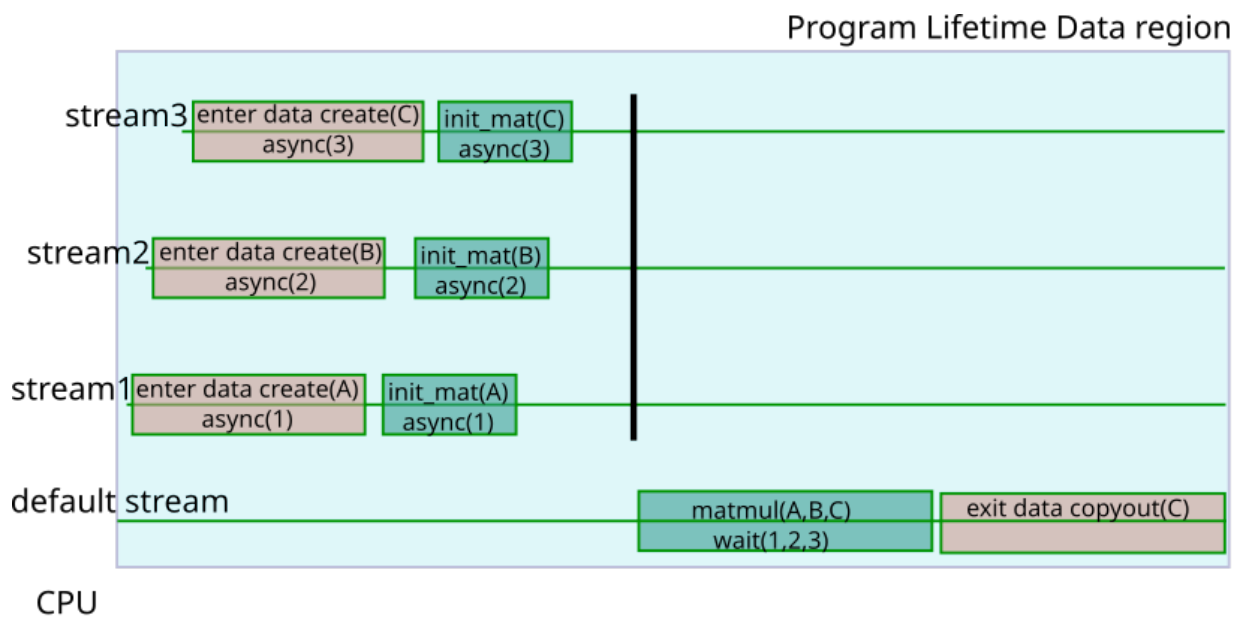 Program Lifetime Data region
stream3
enter data create(C)
async(3)
init_mat(C)
async(3)
stream2
enter data create(B)
async(2)
init_mat(B)
async(2)
stream1
enter data create(A)
async(1)
init_mat(A)
async(1)
default stream
matmul(A,B,C)
wait(1,2,3)
exit data copyout(C)
CPU